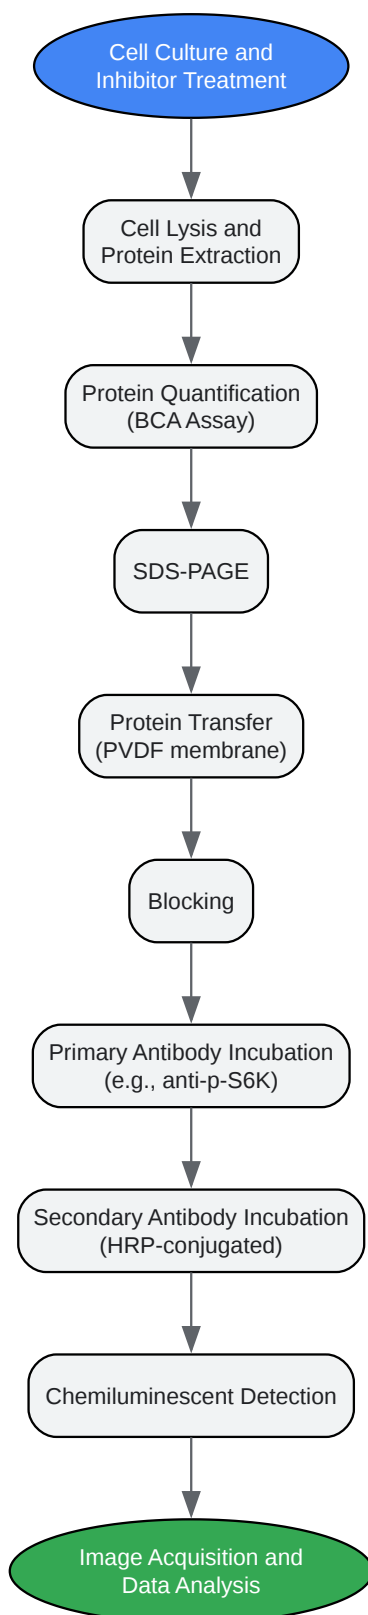 Cell Culture and
Inhibitor Treatment
Cell Lysis and
Protein Extraction
Protein Quantification
(BCA Assay)
SDS-PAGE
Protein Transfer
(PVDF membrane)
Blocking
Primary Antibody Incubation
(e.g., anti-p-S6K)
Secondary Antibody Incubation
(HRP-conjugated)
Chemiluminescent Detection
Image Acquisition and
Data Analysis